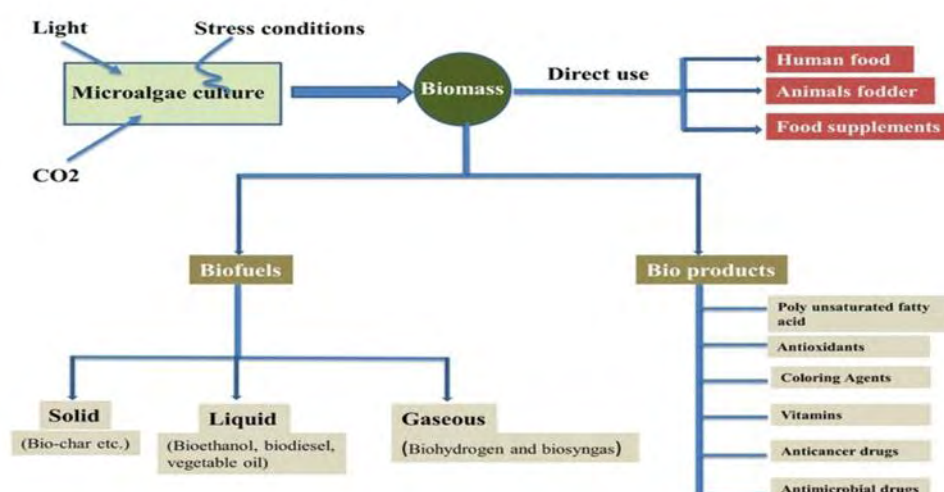 Light
Stress conditions
Microalgae culture
CO2
Biomass
Direct use
Human food
Animals fodder
Food supplements
Biofuels
Bio products
Solid
(Bio-char etc.)
Liquid
(Bioethanol, biodiesel,
vegetable oil)
Gaseous
(Biohydrogen and biosyngas)
Poly unsaturated fatty
acid
Antioxidants
Coloring Agents
Vitamins
Anticancer drugs
Antimicrobial drugs